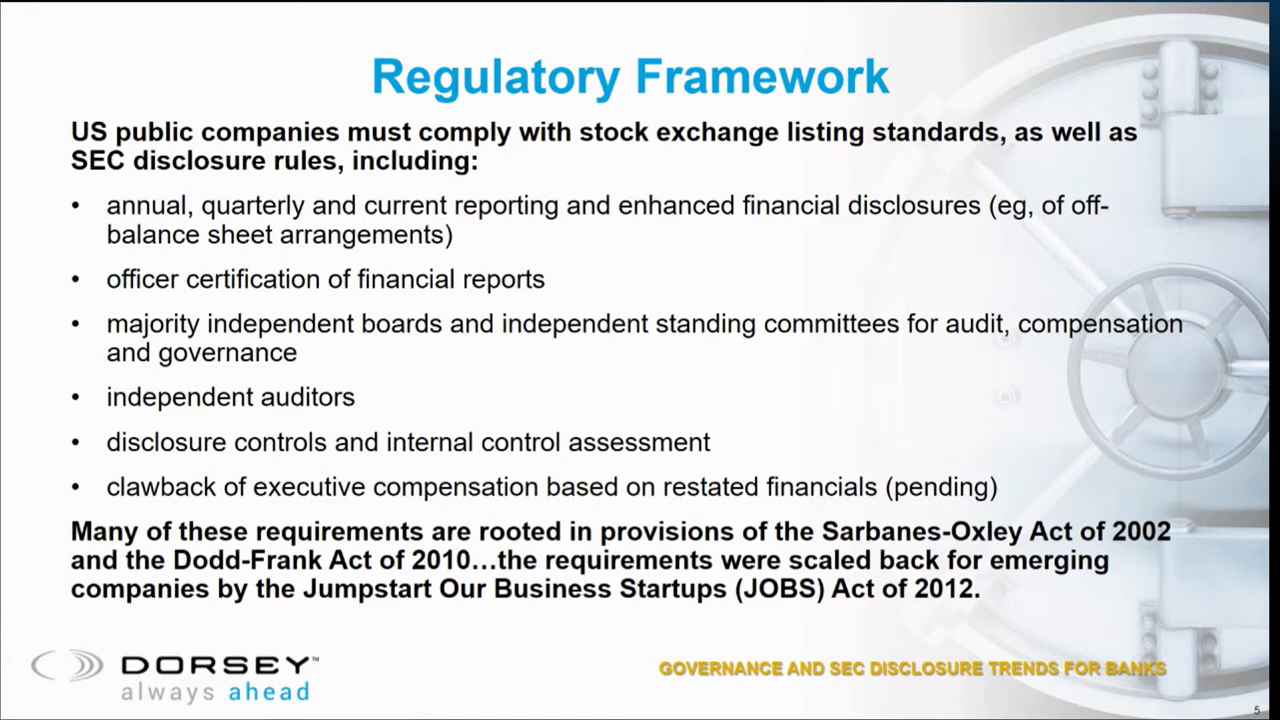 Regulatory Framework
US public companies must comply with stock exchange listing standards, as well as
SEC disclosure rules, including:
• annual, quarterly and current reporting and enhanced financial disclosures (eg, of off-
balance sheet arrangements)
• officer certification of financial reports
• majority independent boards and independent standing committees for audit, compensation
and governance
• independent auditors
• disclosure controls and internal control assessment
• clawback of executive compensation based on restated financials (pending)
Many of these requirements are rooted in provisions of the Sarbanes-Oxley Act of 2002
and the Dodd-Frank Act of 2010…the requirements were scaled back for emerging
companies by the Jumpstart Our Business Startups (JOBS) Act of 2012.
DORSEY™
always ahead
GOVERNANCE AND SEC DISCLOSURE TRENDS FOR BANKS
5